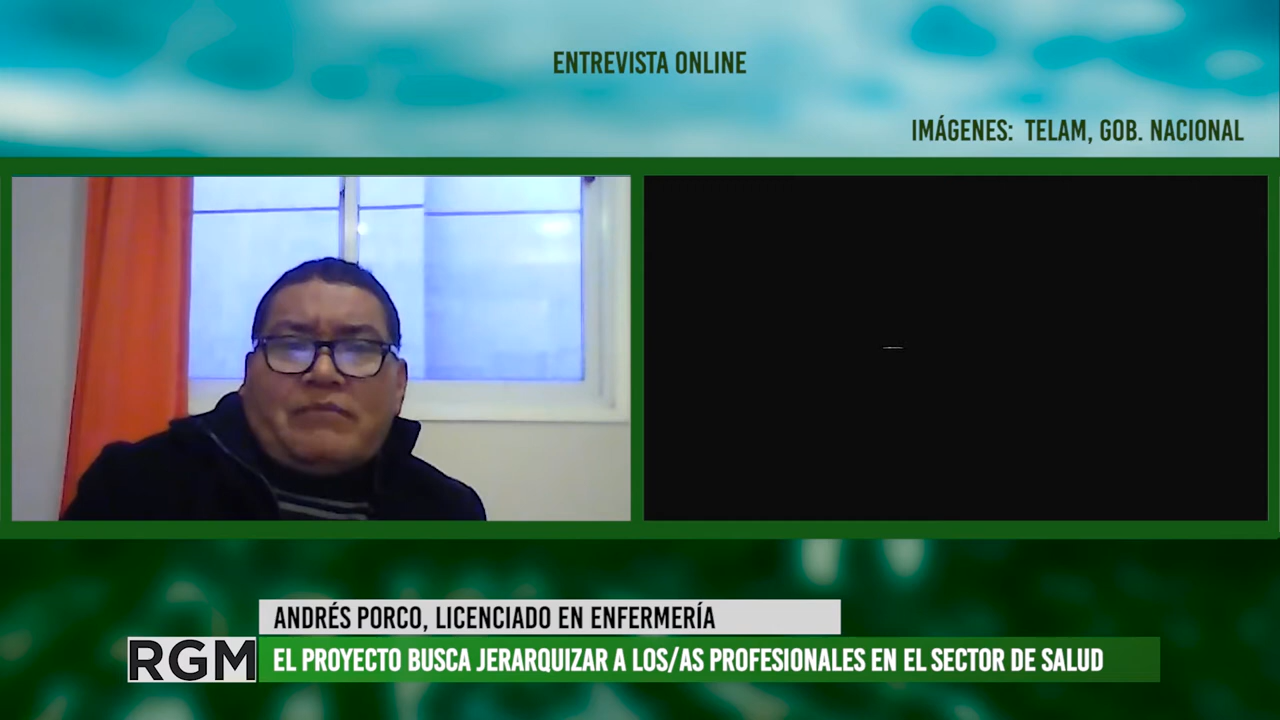 ENTREVISTA ONLINE
IMÁGENES: TELAM, GOB. NACIONAL
ANDRÉS PORCO, LICENCIADO EN ENFERMERÍA
RGM
EL PROYECTO BUSCA JERARQUIZAR A LOS/AS PROFESIONALES EN EL SECTOR DE SALUD